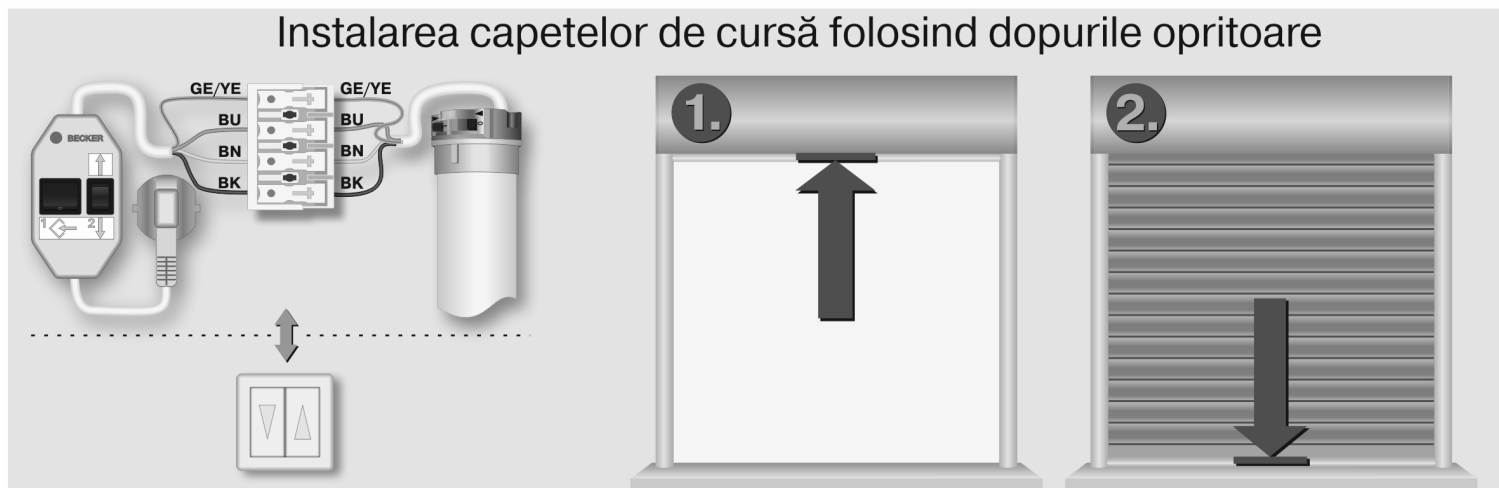 Instalarea capetelor de cursă folosind dopurile opritoare
GE/YE
GE/YE
BU
BU
BN
BN
BK
BK
BECKER
1
2
1.
2.